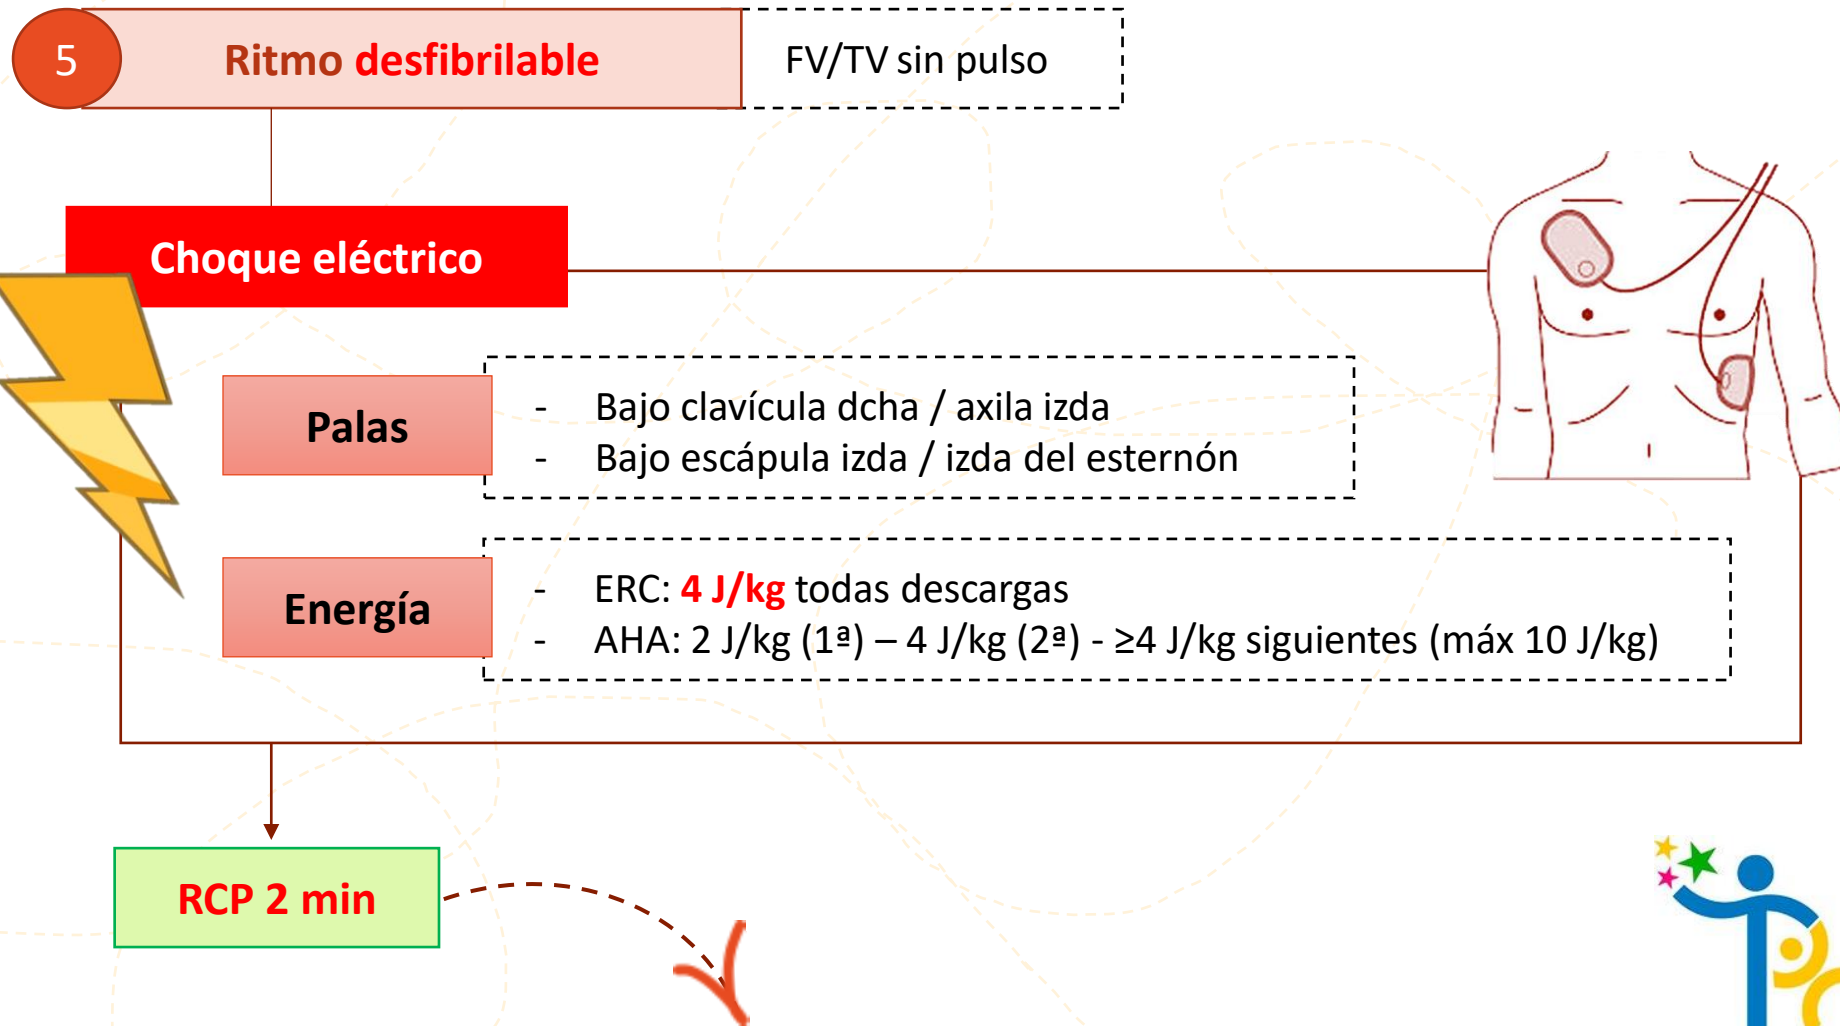 5
Ritmo desfibrilable
FV/TV sin pulso
Choque eléctrico
Palas
- Bajo clavícula dcha / axila izda
- Bajo escápula izda / izda del esternón
Energía
- ERC: 4 J/kg todas descargas
- AHA: 2 J/kg (1ª) – 4 J/kg (2ª) - ≥4 J/kg siguientes (máx 10 J/kg)
RCP 2 min